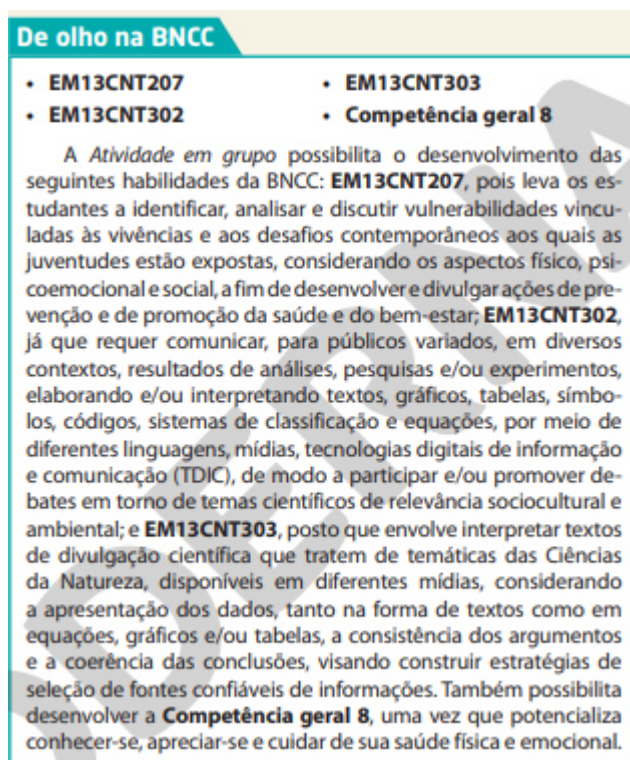 De olho na BNCC
• EM13CNT207
• EM13CNT303
• EM13CNT302
• Competência geral 8
A Atividade em grupo possibilita o desenvolvimento das
seguintes habilidades da BNCC: EM13CNT207, pois leva os es-
tudantes a identificar, analisar e discutir vulnerabilidades vincu-
ladas às vivências e aos desafios contemporâneos aos quais as
juventudes estão expostas, considerando os aspectos físico, psi-
coemocional e social, a fim de desenvolver e divulgar ações de pre-
venção e de promoção da saúde e do bem-estar; EM13CNT302,
já que requer comunicar, para públicos variados, em diversos
contextos, resultados de análises, pesquisas e/ou experimentos,
elaborando e/ou interpretando textos, gráficos, tabelas, símbo-
los, códigos, sistemas de classificação e equações, por meio de
diferentes linguagens, mídias, tecnologias digitais de informação
e comunicação (TDIC), de modo a participar e/ou promover de-
bates em torno de temas científicos de relevância sociocultural e
ambiental; e EM13CNT303, posto que envolve interpretar textos
de divulgação científica que tratem de temáticas das Ciências
da Natureza, disponíveis em diferentes mídias, considerando
a apresentação dos dados, tanto na forma de textos como em
equações, gráficos e/ou tabelas, a consistência dos argumentos
e a coerência das conclusões, visando construir estratégias de
seleção de fontes confiáveis de informações. Também possibilita
desenvolver a Competência geral 8, uma vez que potencializa
conhecer-se, apreciar-se e cuidar de sua saúde física e emocional.